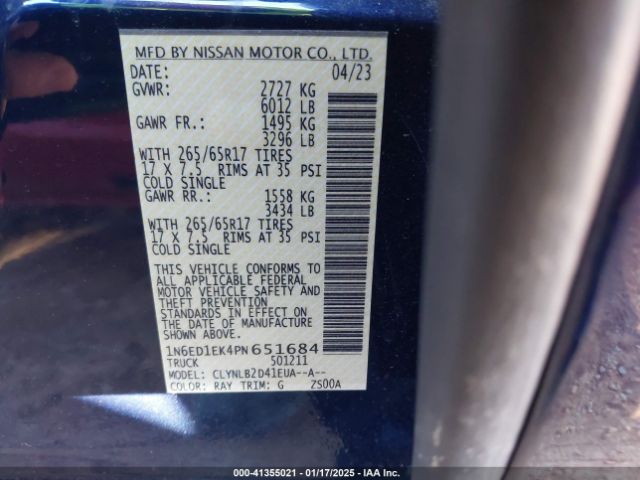 MFD BY NISSAN MOTOR CO., LTD.
DATE: 04/23
GVWR: 2727 KG
6012 LB
GAWR FR.: 1495 KG
3296 LB
WITH 265/65R17 TIRES
17 X 7.5 RIMS AT 35 PSI
COLD SINGLE
GAWR RR.: 1558 KG
3434 LB
WITH 265/65R17 TIRES
17 X 7.5 RIMS AT 35 PSI
COLD SINGLE
THIS VEHICLE CONFORMS TO
ALL APPLICABLE FEDERAL
MOTOR VEHICLE SAFETY AND
THEFT PREVENTION
STANDARDS IN EFFECT ON
THE DATE OF MANUFACTURE
SHOWN ABOVE.
1N6ED1EK4PN651684
TRUCK 501211
MODEL: CLYNLB2D41EUA--A--
COLOR: RAY TRIM: G ZS00A
000-41355021 - 01/17/2025 - IAA Inc.